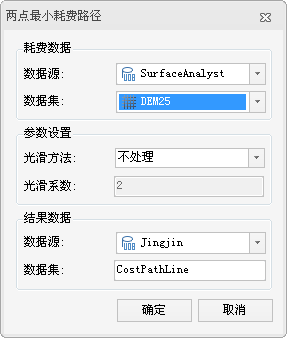 两点最小耗费路径
耗费数据
数据源: SurfaceAnalyst
数据集: DEM25
参数设置
光滑方法: 不处理
光滑系数: 2
结果数据
数据源: Jingjin
数据集: CostPathLine
确定 取消